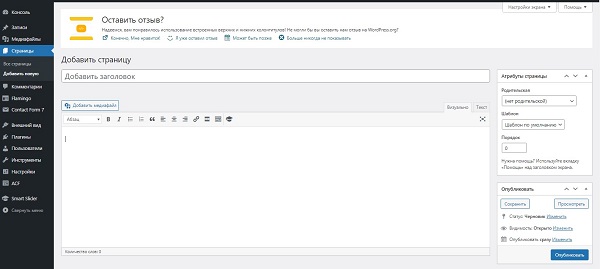 Настройки экрана
Помощь
Консоль
Записи
Медиафайлы
Страницы
Все страницы
Добавить новую
Комментарии
Flamingo
Contact Form 7
Внешний вид
Плагины
Пользователи
Инструменты
Настройки
ACF
Smart Slider
Свернуть меню
Оставить отзыв?
Надеемся, вам понравилось использование встроенных верхних и нижних колонтитулов! Не могли бы вы оставить нам отзыв на WordPress.org?
Конечно. Мне нравится!
Я уже оставил отзыв
Может быть позже
Больше никогда не показывать
Добавить страницу
Добавить заголовок
Добавить медиафайл
Визуально
Текст
Абзац
Количество слов: 0
Атрибуты страницы
Родительская
(нет родительской)
Шаблон
Шаблон по умолчанию
Порядок
0
Нужна помощь? Используйте вкладку
«Помощь» над заголовком экрана.
Опубликовать
Сохранить
Просмотреть
Статус: Черновик Изменить
Видимость: Открыто Изменить
Опубликовать сразу Изменить
Опубликовать